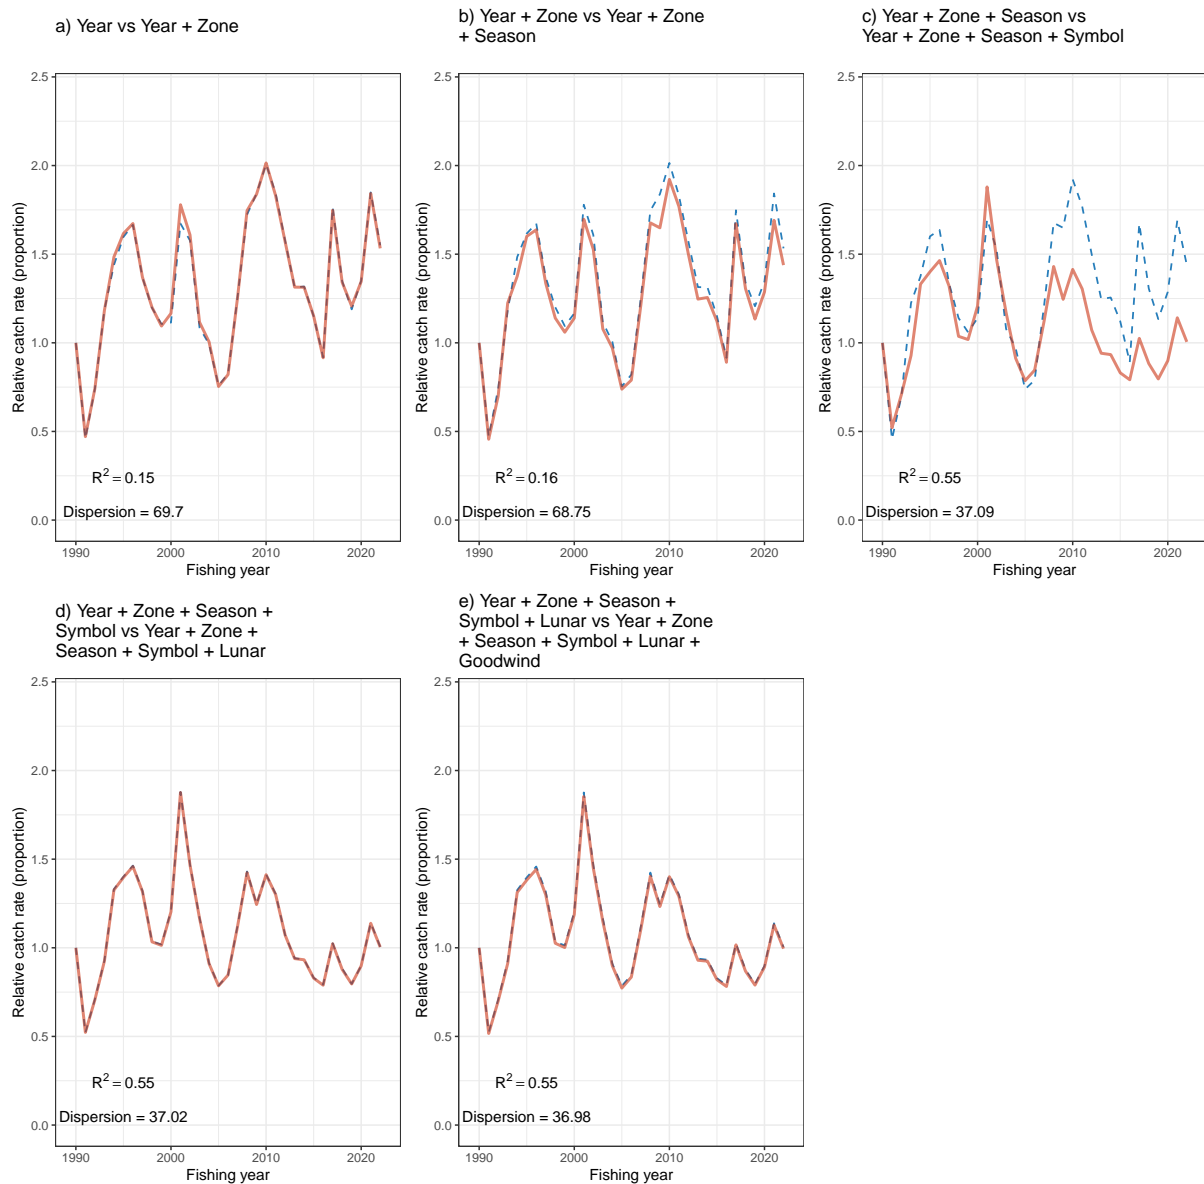 a) Year vs Year + Zone
Relative catch rate (proportion)
2.5
2.0
1.5
1.0
0.5
0.0
R² = 0.15
Dispersion = 69.7
1990 2000 2010 2020
Fishing year
b) Year + Zone vs Year + Zone
+ Season
Relative catch rate (proportion)
2.5
2.0
1.5
1.0
0.5
0.0
R² = 0.16
Dispersion = 68.75
1990 2000 2010 2020
Fishing year
c) Year + Zone + Season vs
Year + Zone + Season + Symbol
Relative catch rate (proportion)
2.5
2.0
1.5
1.0
0.5
0.0
R² = 0.55
Dispersion = 37.09
1990 2000 2010 2020
Fishing year
d) Year + Zone + Season +
Symbol vs Year + Zone +
Season + Symbol + Lunar
Relative catch rate (proportion)
2.5
2.0
1.5
1.0
0.5
0.0
R² = 0.55
Dispersion = 37.02
1990 2000 2010 2020
Fishing year
e) Year + Zone + Season +
Symbol + Lunar vs Year + Zone
+ Season + Symbol + Lunar +
Goodwind
Relative catch rate (proportion)
2.5
2.0
1.5
1.0
0.5
0.0
R² = 0.55
Dispersion = 36.98
1990 2000 2010 2020
Fishing year